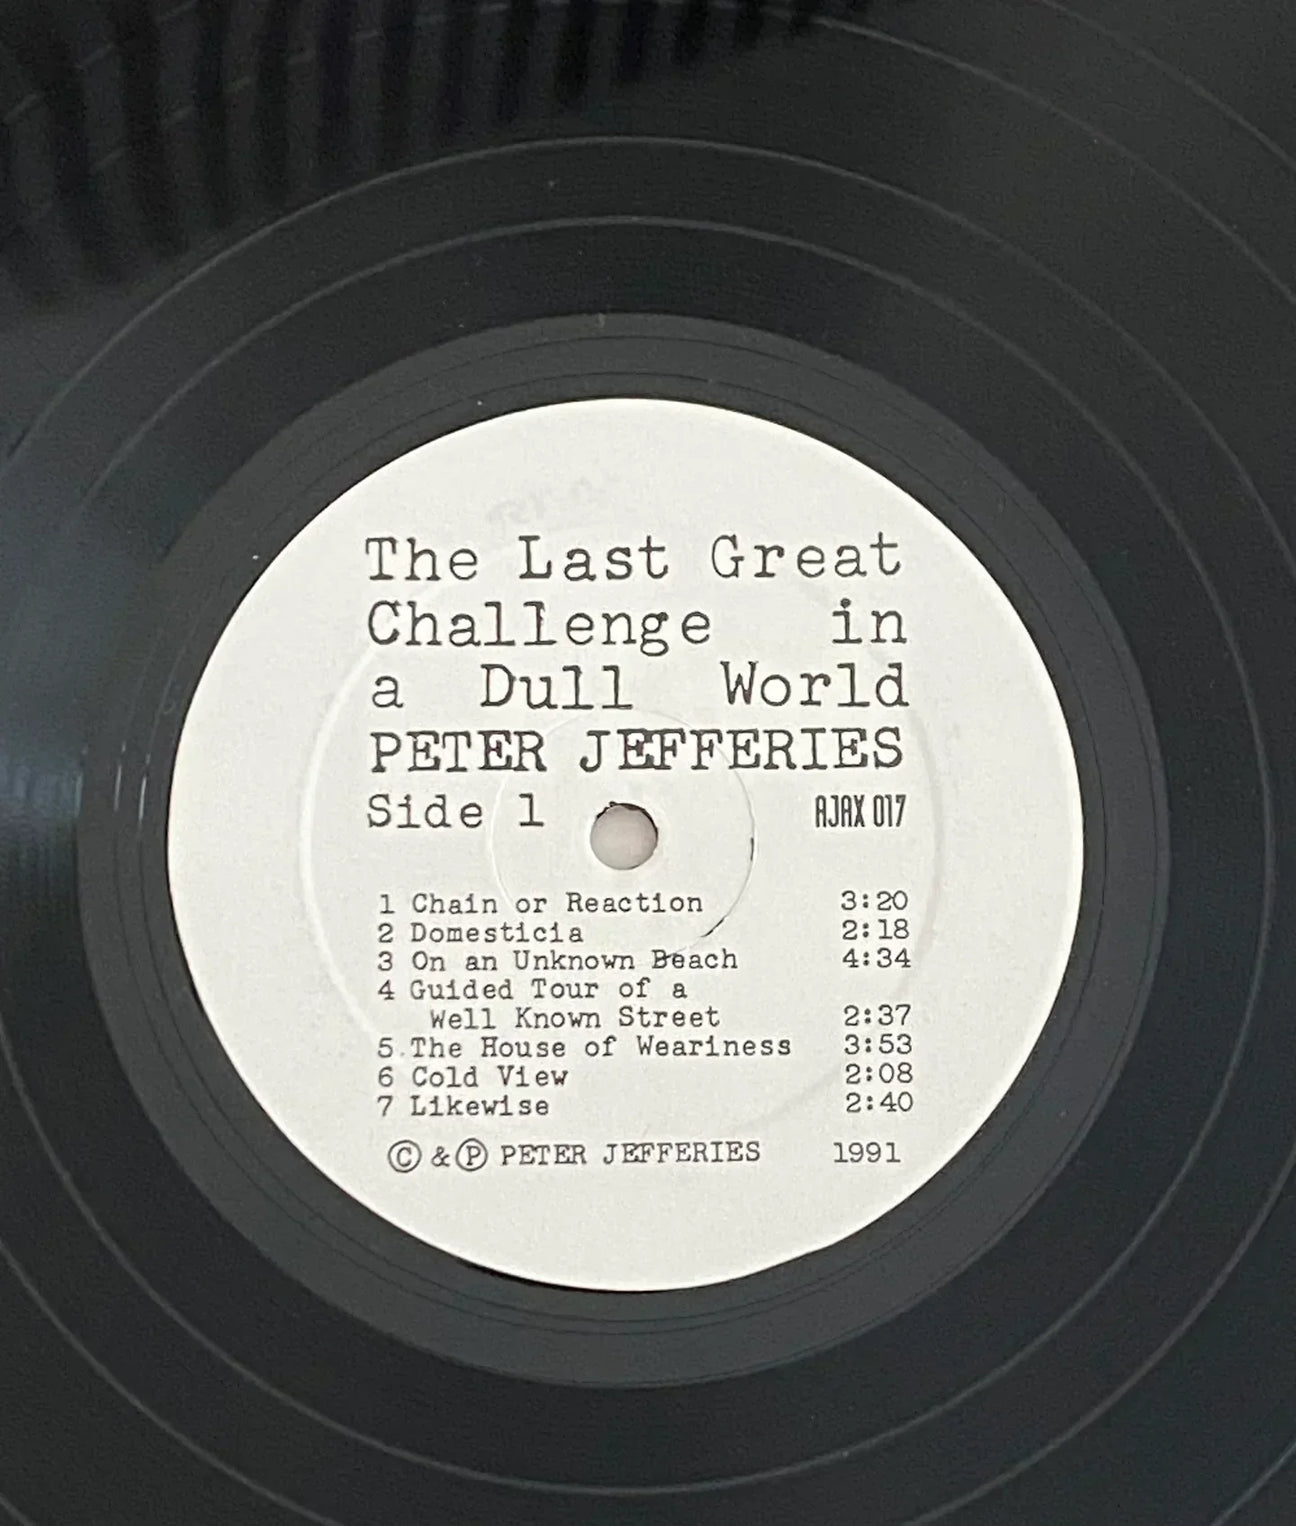 The Last Great
Challenge in
a Dull World
PETER JEFFERIES
Side 1 AJAX 017
1 Chain or Reaction 3:20
2 Domesticia 2:18
3 On an Unknown Beach 4:34
4 Guided Tour of a
Well Known Street 2:37
5 The House of Weariness 3:53
6 Cold View 2:08
7 Likewise 2:40
Ⓒ & Ⓟ PETER JEFFERIES 1991